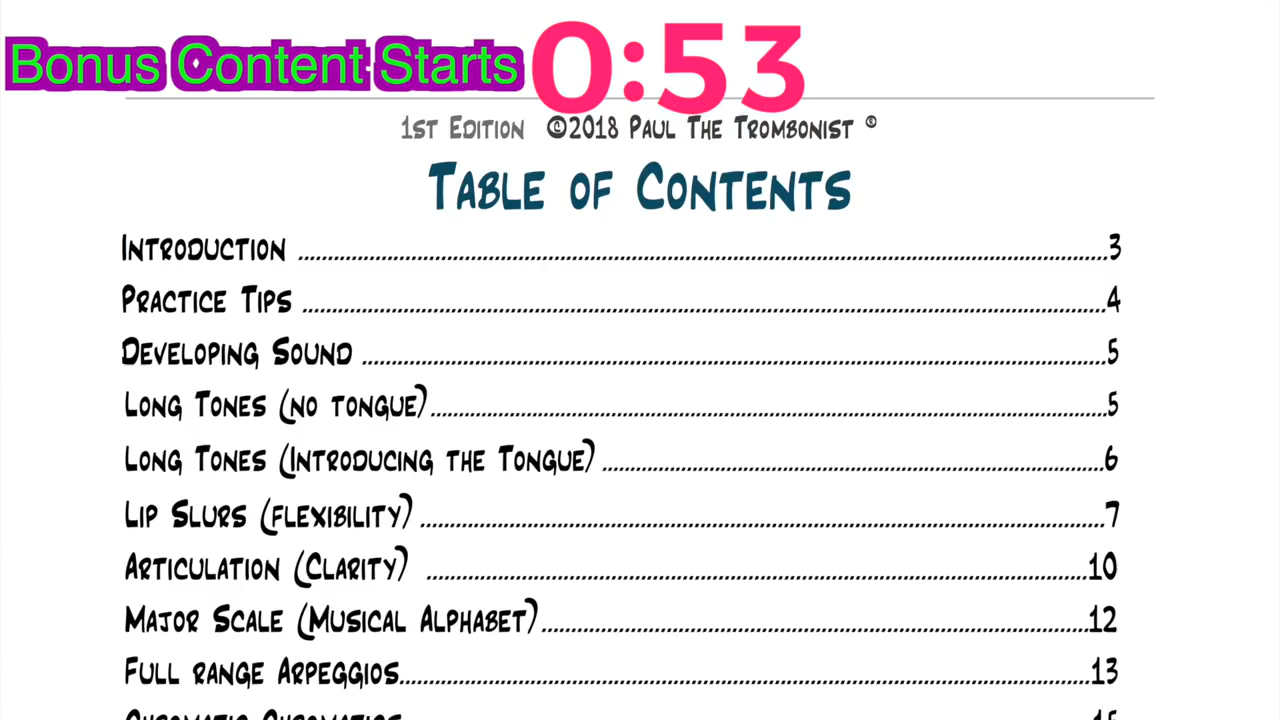 Bonus Content Starts 0:53
1st Edition ©2018 Paul The Trombonist ®
Table of Contents
Introduction ........................................ 3
Practice Tips ........................................ 4
Developing Sound ........................................ 5
Long Tones (no tongue) ........................................ 5
Long Tones (Introducing the Tongue) ........................................ 6
Lip Slurs (flexibility) ........................................ 7
Articulation (Clarity) ........................................ 10
Major Scale (Musical Alphabet) ........................................ 12
Full range Arpeggios ........................................ 13